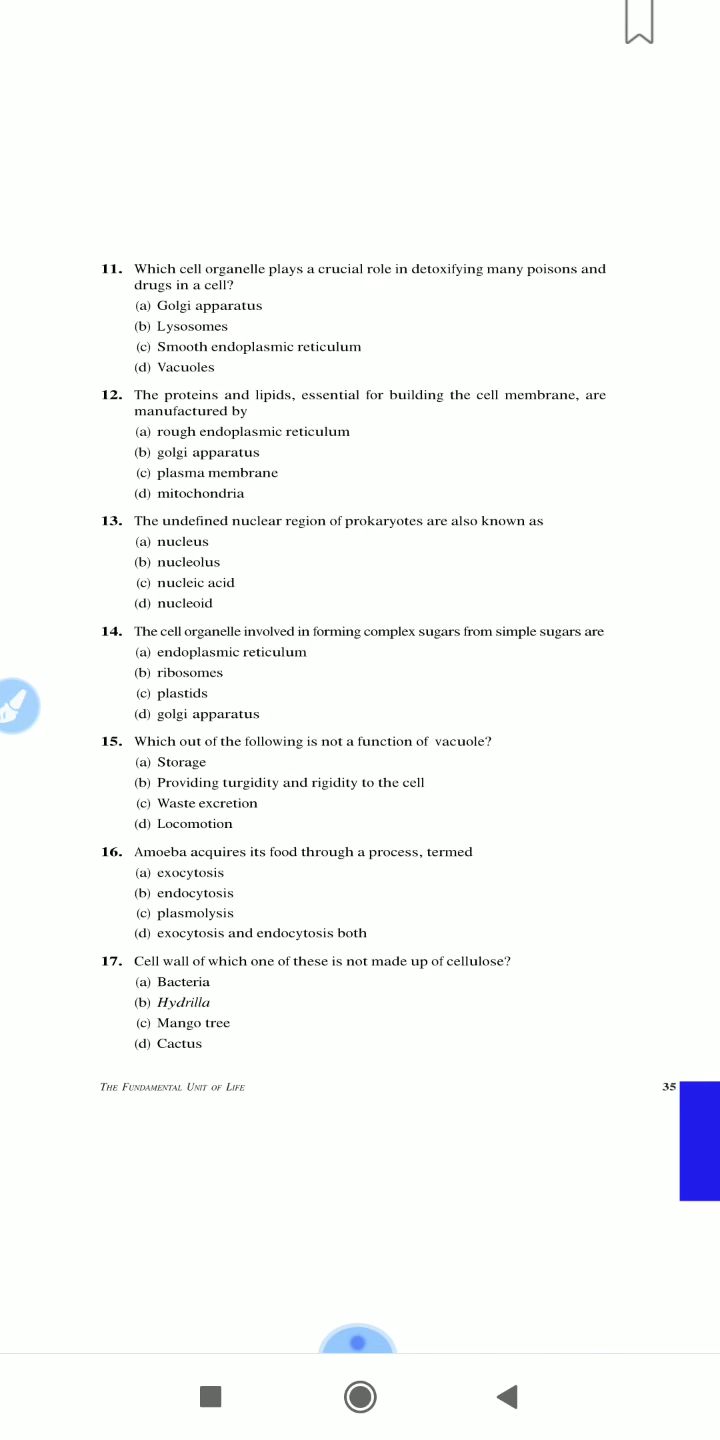 11. Which cell organelle plays a crucial role in detoxifying many poisons and
drugs in a cell?
(a) Golgi apparatus
(b) Lysosomes
(c) Smooth endoplasmic reticulum
(d) Vacuoles
12. The proteins and lipids, essential for building the cell membrane, are
manufactured by
(a) rough endoplasmic reticulum
(b) golgi apparatus
(c) plasma membrane
(d) mitochondria
13. The undefined nuclear region of prokaryotes are also known as
(a) nucleus
(b) nucleolus
(c) nucleic acid
(d) nucleoid
14. The cell organelle involved in forming complex sugars from simple sugars are
(a) endoplasmic reticulum
(b) ribosomes
(c) plastids
(d) golgi apparatus
15. Which out of the following is not a function of vacuole?
(a) Storage
(b) Providing turgidity and rigidity to the cell
(c) Waste excretion
(d) Locomotion
16. Amoeba acquires its food through a process, termed
(a) exocytosis
(b) endocytosis
(c) plasmolysis
(d) exocytosis and endocytosis both
17. Cell wall of which one of these is not made up of cellulose?
(a) Bacteria
(b) Hydrilla
(c) Mango tree
(d) Cactus
THE FUNDAMENTAL UNIT OF LIFE 35